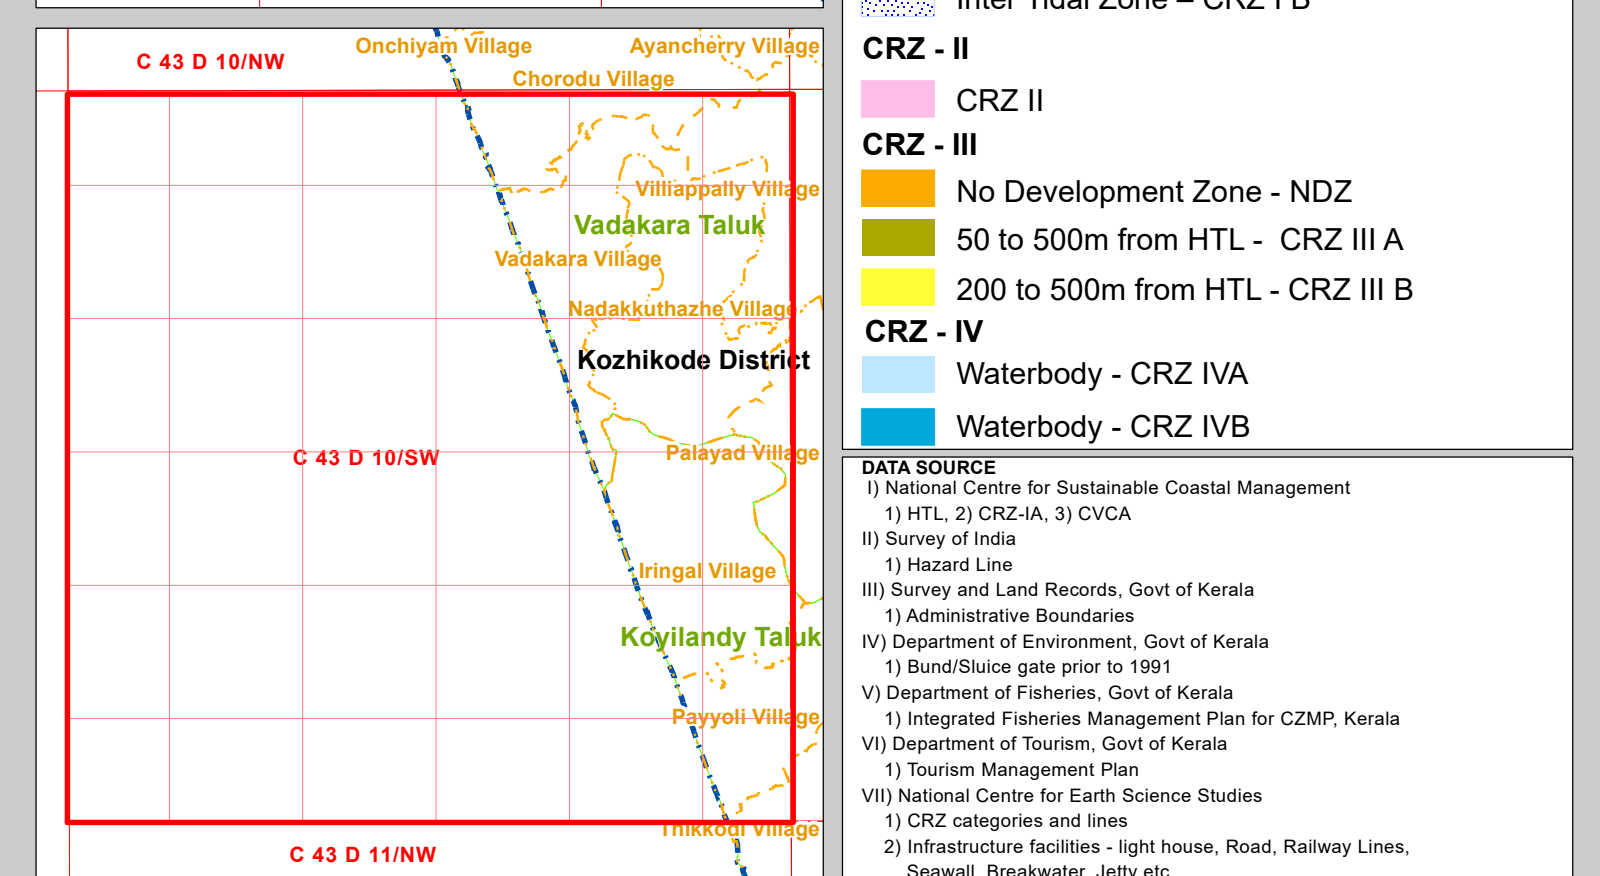 Onchiyam Village
Ayancherry Village
C 43 D 10/NW
Chorodu Village
Villiappally Village
Vadakara Taluk
Vadakara Village
Nadakkuthazhe Village
Kozhikode District
C 43 D 10/SW
Palayad Village
Iringal Village
Koyilandy Taluk
Payyoli Village
Thikkodi Village
C 43 D 11/NW
Inter Tidal Zone – CRZ I B
CRZ - II
CRZ II
CRZ - III
No Development Zone - NDZ
50 to 500m from HTL - CRZ III A
200 to 500m from HTL - CRZ III B
CRZ - IV
Waterbody - CRZ IVA
Waterbody - CRZ IVB
DATA SOURCE
I) National Centre for Sustainable Coastal Management
1) HTL, 2) CRZ-IA, 3) CVCA
II) Survey of India
1) Hazard Line
III) Survey and Land Records, Govt of Kerala
1) Administrative Boundaries
IV) Department of Environment, Govt of Kerala
1) Bund/Sluice gate prior to 1991
V) Department of Fisheries, Govt of Kerala
1) Integrated Fisheries Management Plan for CZMP, Kerala
VI) Department of Tourism, Govt of Kerala
1) Tourism Management Plan
VII) National Centre for Earth Science Studies
1) CRZ categories and lines
2) Infrastructure facilities - light house, Road, Railway Lines,
Seawall, Breakwater, Jetty etc